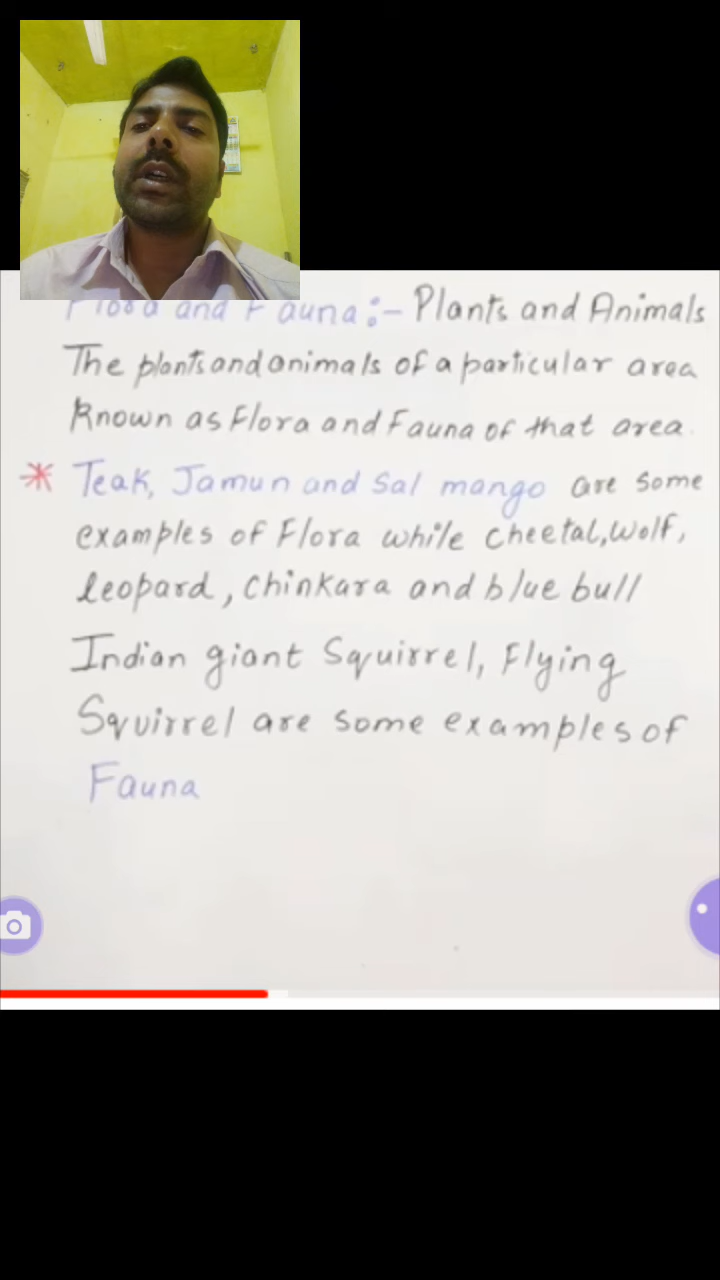 Flora and Fauna:- Plants and Animals
The plants and animals of a particular area
known as Flora and Fauna of that area.
* Teak, Jamun and Sal mango are some
examples of Flora while cheetal, wolf,
leopard, chinkara and blue bull
Indian giant Squirrel, Flying
Squirrel are some examples of
Fauna